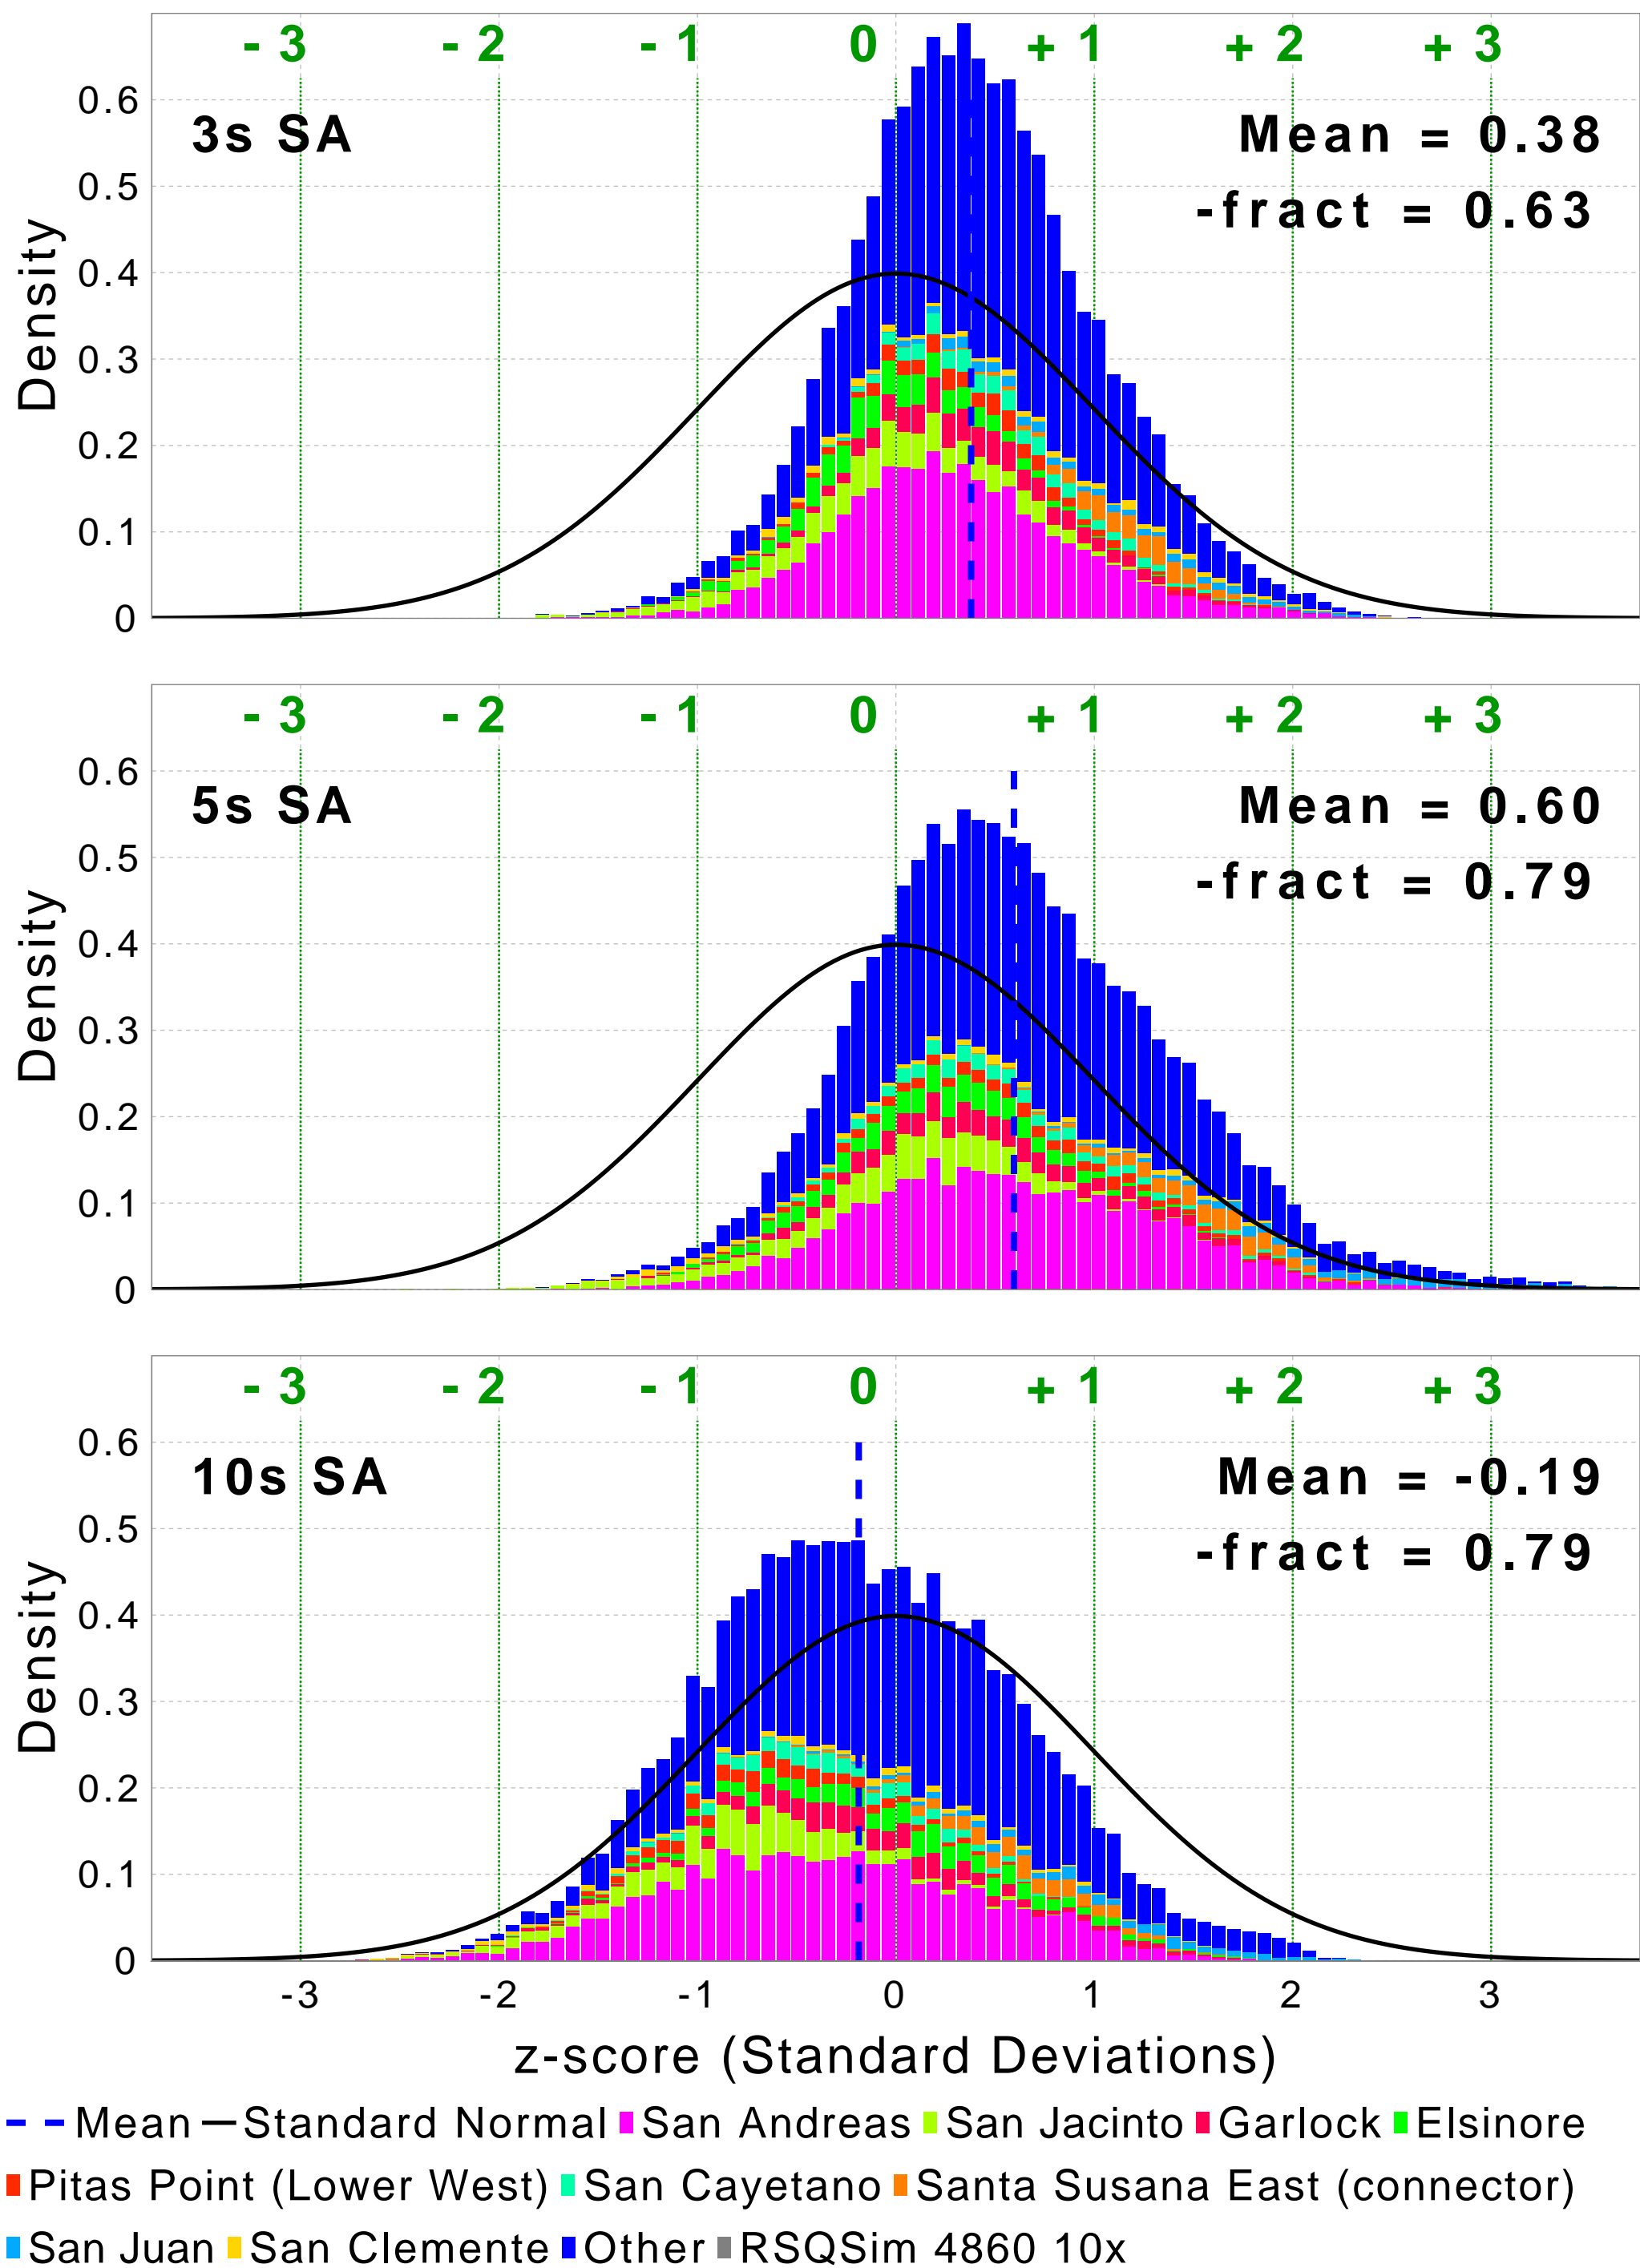 - 3 - 2 - 1 0 + 1 + 2 + 3
0.6
3s SA
Mean = 0.38
0.5
-fract = 0.63
0.4
0.3
0.2
0.1
0
Density
- 3 - 2 - 1 0 + 1 + 2 + 3
0.6
5s SA
Mean = 0.60
0.5
-fract = 0.79
0.4
0.3
0.2
0.1
0
Density
- 3 - 2 - 1 0 + 1 + 2 + 3
0.6
10s SA
Mean = -0.19
0.5
-fract = 0.79
0.4
0.3
0.2
0.1
0
Density
-3 -2 -1 0 1 2 3
z-score (Standard Deviations)
Mean Standard Normal San Andreas San Jacinto Garlock Elsinore
Pitas Point (Lower West) San Cayetano Santa Susana East (connector)
San Juan San Clemente Other RSQSim 4860 10x